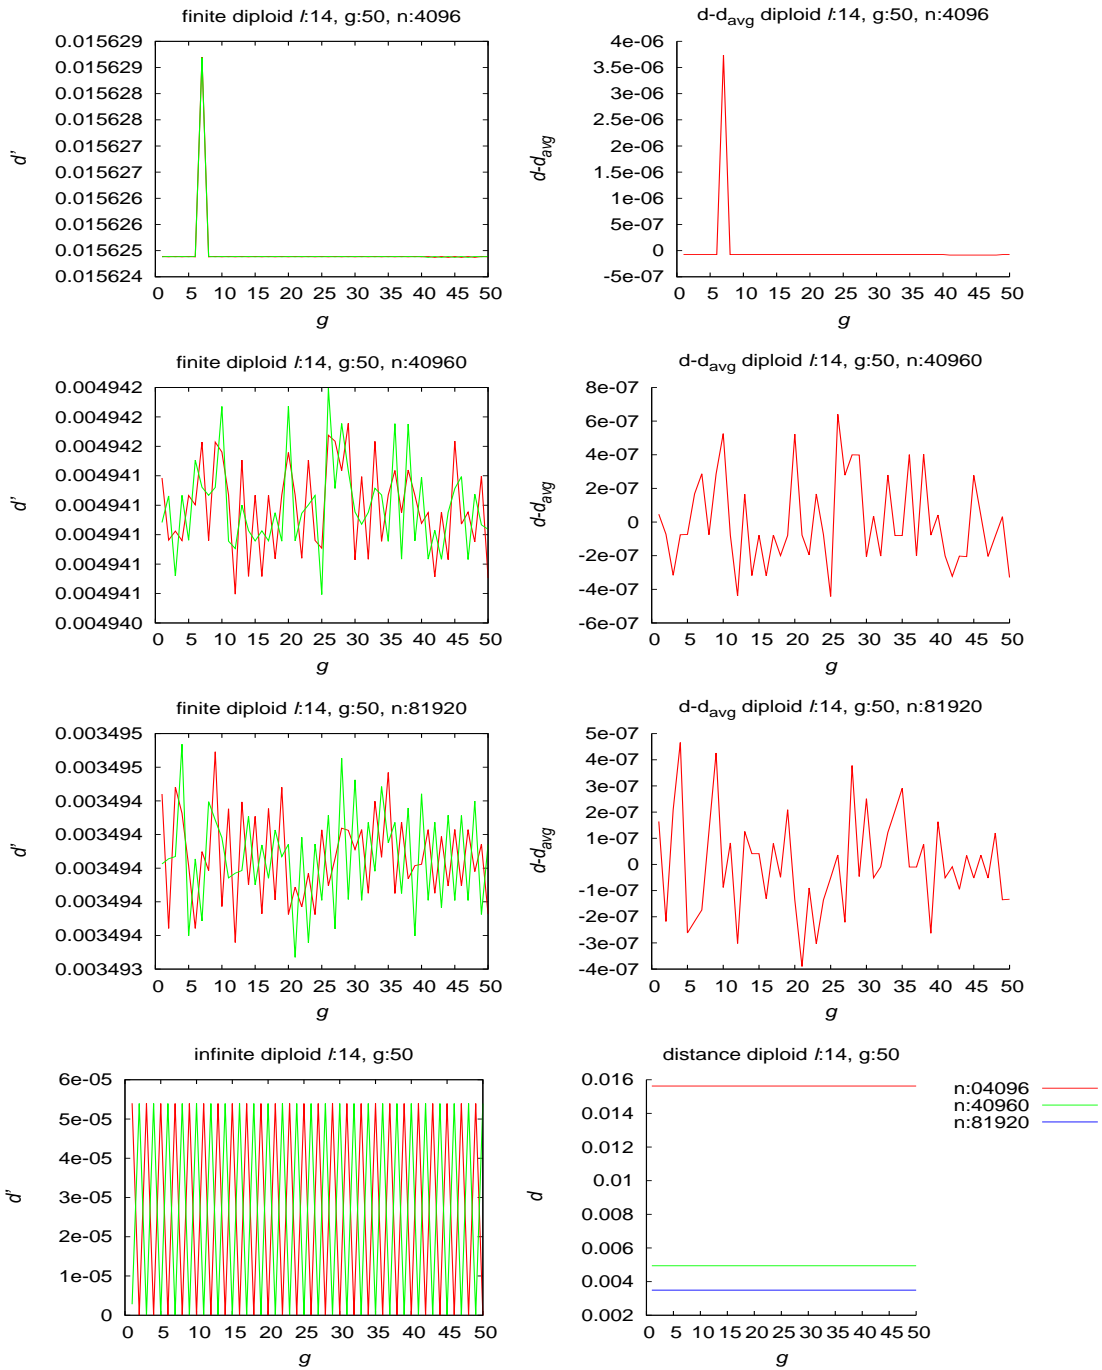 finite diploid l:14, g:50, n:4096
0.015629
0.015629
0.015628
0.015628
0.015627
0.015627
0.015626
0.015626
0.015625
0.015624
0 5 10 15 20 25 30 35 40 45 50
d'
g
d-davg diploid l:14, g:50, n:4096
4e-06
3.5e-06
3e-06
2.5e-06
2e-06
1.5e-06
1e-06
5e-07
0
-5e-07
0 5 10 15 20 25 30 35 40 45 50
d-davg
g
finite diploid l:14, g:50, n:40960
0.004942
0.004942
0.004942
0.004941
0.004941
0.004941
0.004941
0.004941
0.004940
0 5 10 15 20 25 30 35 40 45 50
d'
g
d-davg diploid l:14, g:50, n:40960
8e-07
6e-07
4e-07
2e-07
0
-2e-07
-4e-07
-6e-07
0 5 10 15 20 25 30 35 40 45 50
d-davg
g
finite diploid l:14, g:50, n:81920
0.003495
0.003495
0.003494
0.003494
0.003494
0.003494
0.003494
0.003493
0 5 10 15 20 25 30 35 40 45 50
d'
g
d-davg diploid l:14, g:50, n:81920
5e-07
4e-07
3e-07
2e-07
1e-07
0
-1e-07
-2e-07
-3e-07
-4e-07
0 5 10 15 20 25 30 35 40 45 50
d-davg
g
infinite diploid l:14, g:50
6e-05
5e-05
4e-05
3e-05
2e-05
1e-05
0
0 5 10 15 20 25 30 35 40 45 50
d'
g
distance diploid l:14, g:50
0.016
0.014
0.012
0.01
0.008
0.006
0.004
0.002
0 5 10 15 20 25 30 35 40 45 50
d
g
n:04096
n:40960
n:81920